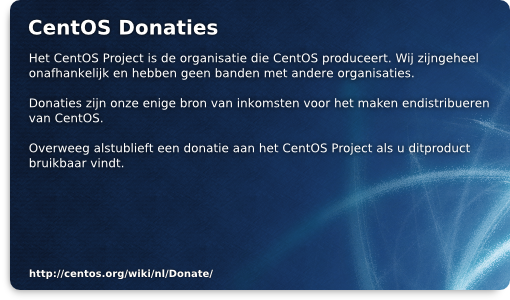 CentOS Donaties
Het CentOS Project is de organisatie die CentOS produceert. Wij zijngeheel
onafhankelijk en hebben geen banden met andere organisaties.
Donaties zijn onze enige bron van inkomsten voor het maken endistribueren
van CentOS.
Overweeg alstublieft een donatie aan het CentOS Project als u ditproduct
bruikbaar vindt.
http://centos.org/wiki/nl/Donate/